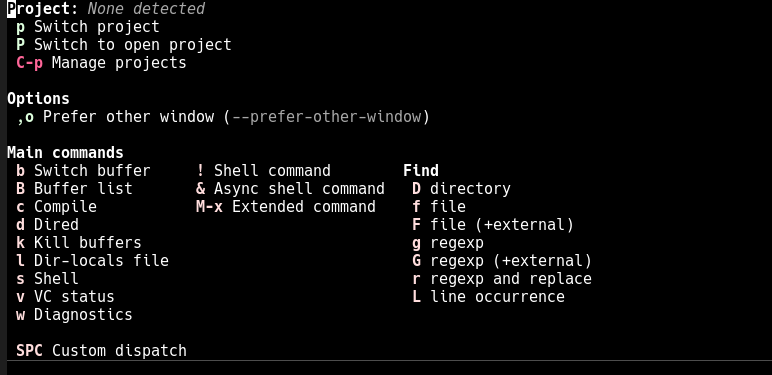 Project: None detected
p Switch project
P Switch to open project
C-p Manage projects
Options
,o Prefer other window (--prefer-other-window)
Main commands
b Switch buffer ! Shell command Find
B Buffer list & Async shell command D directory
c Compile M-x Extended command f file
d Dired F file (+external)
k Kill buffers g regexp
l Dir-locals file G regexp (+external)
s Shell r regexp and replace
v VC status L line occurrence
w Diagnostics
SPC Custom dispatch